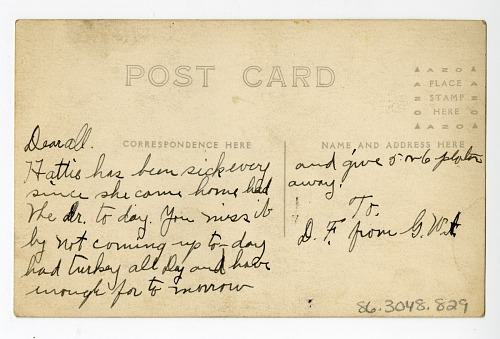 POST CARD
AZO
PLACE
STAMP
HERE
AZO
CORRESPONDENCE HERE
NAME AND ADDRESS HERE
Dear all.
Hattie has been sick every
since she came home had
the dr. to day. You miss it
by not coming up to-day
had turkey all Day and have
enough for to morrow
and give 5 or 6
away.
To.
D. F. from G. W. A.
86.3048.829